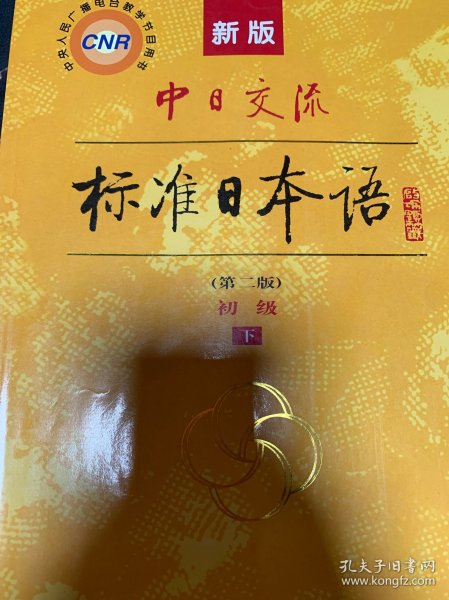 中央人民广播电台教学节目用书
CNR
新版
中日交流
标准日本语
(第二版)
初级
下
孔夫子旧书网
www.kongfz.com